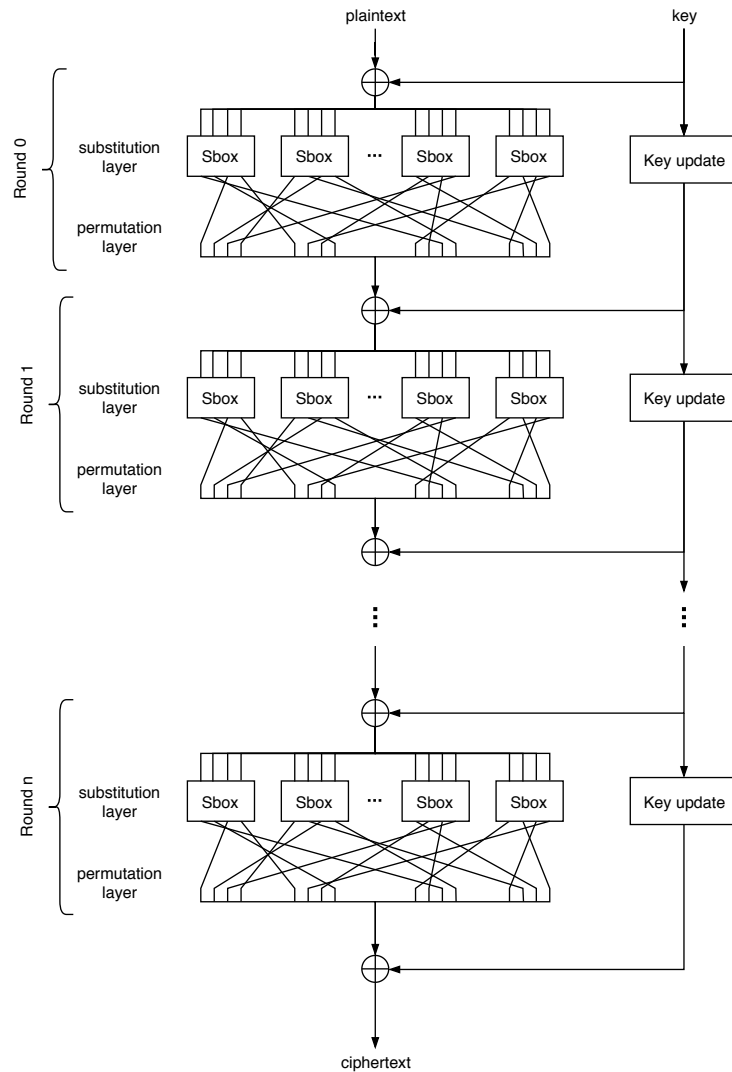 plaintext
key
Round 0
substitution
layer
Sbox
Sbox
...
Sbox
Sbox
Key update
permutation
layer
Round 1
substitution
layer
Sbox
Sbox
...
Sbox
Sbox
Key update
permutation
layer
Round n
substitution
layer
Sbox
Sbox
...
Sbox
Sbox
Key update
permutation
layer
ciphertext